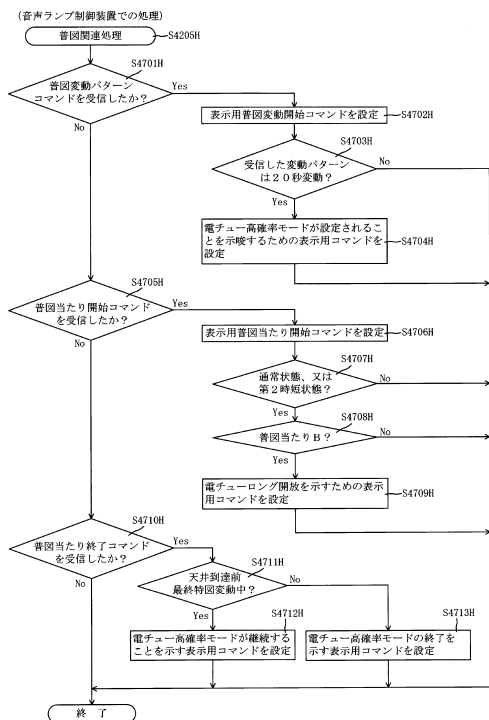 (音声ランプ制御装置での処理)
普図関連処理
S4205H
S4701H
普図変動パターン
コマンドを受信したか？
Yes
No
表示用普図変動開始コマンドを設定
S4702H
S4703H
受信した変動パターン
は２０秒変動？
No
Yes
電チュー高確率モードが設定されるこ
とを示唆するための表示用コマンドを
設定
S4704H
S4705H
普図当たり開始コマンド
を受信したか？
Yes
No
表示用普図当たり開始コマンドを設定
S4706H
S4707H
通常状態、又は
第２時短状態？
No
Yes
S4708H
普図当たりＢ？
No
Yes
電チューロング開放を示すための表示
用コマンドを設定
S4709H
S4710H
普図当たり終了コマンド
を受信したか？
Yes
No
S4711H
天井到達前
最終特図変動中？
No
Yes
S4712H
電チュー高確率モードが継続する
ことを示す表示用コマンドを設定
S4713H
電チュー高確率モードの終了を
示す表示用コマンドを設定
終 了